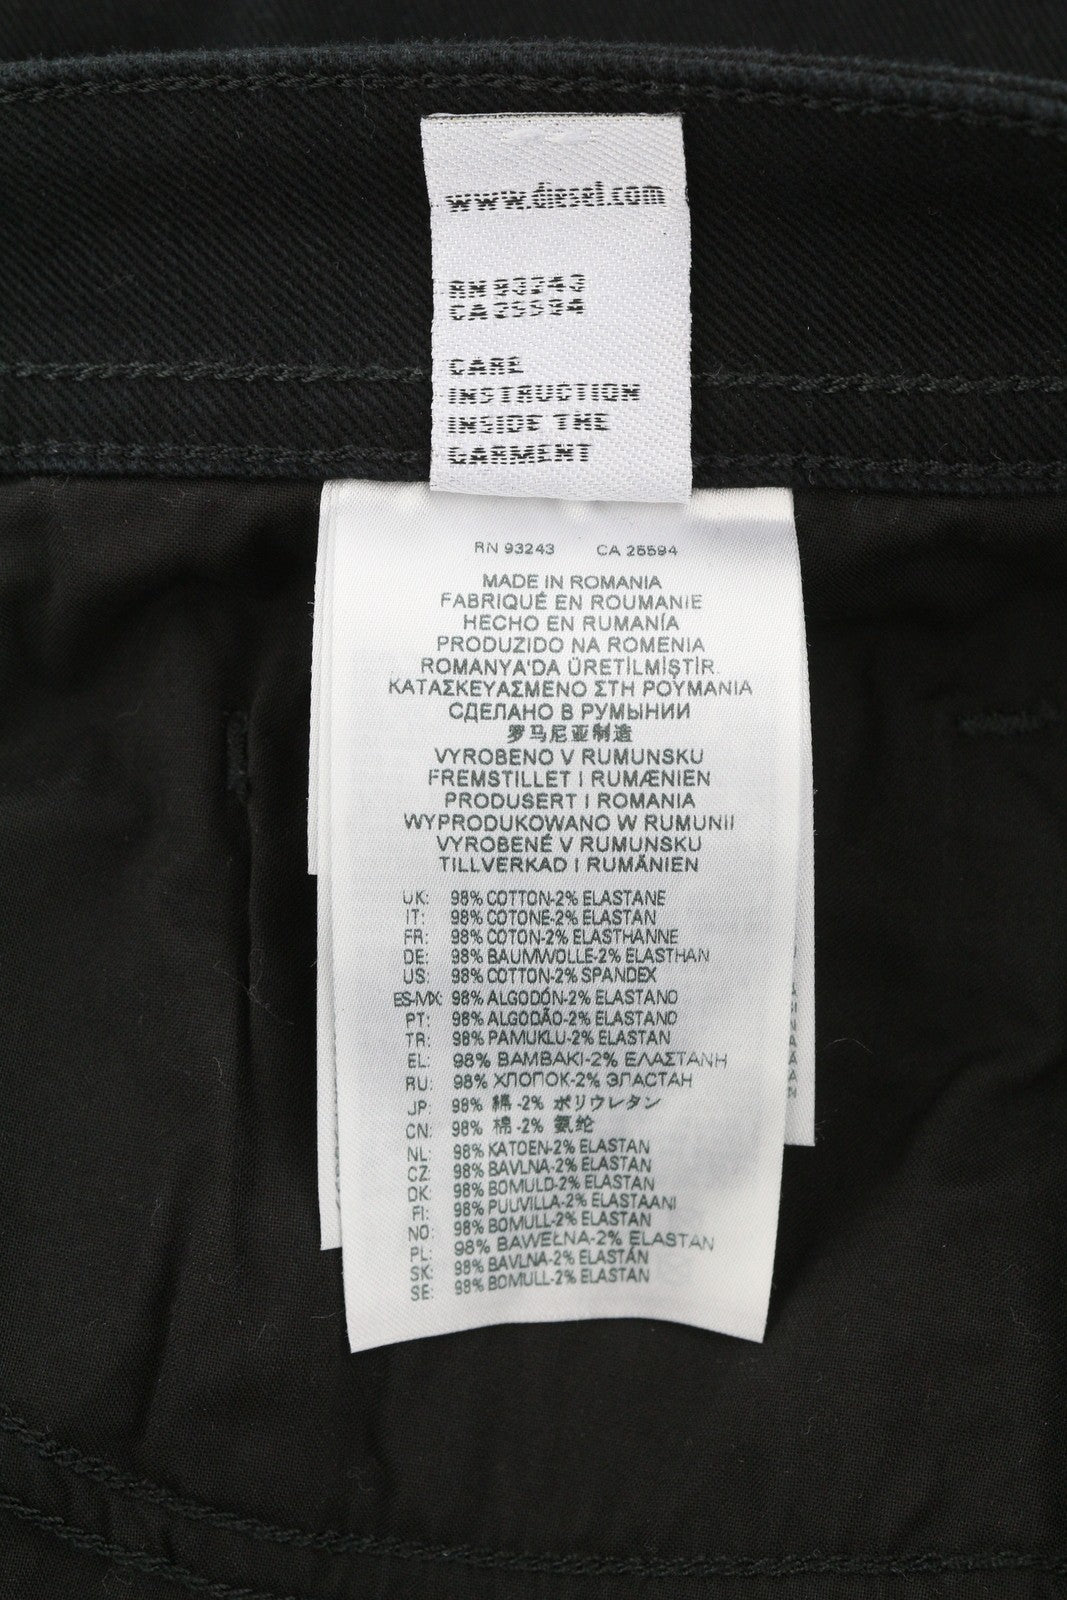 www.diesel.com
RN 93243
CA 25594
CARE
INSTRUCTION
INSIDE THE
GARMENT
RN 93243 CA 25594
MADE IN ROMANIA
FABRIQUÉ EN ROUMANIE
HECHO EN RUMANÍA
PRODUZIDO NA ROMENIA
ROMANYA'DA ÜRETİLMİŞTİR.
ΚΑΤΑΣΚΕΥΑΣΜΕΝΟ ΣΤΗ ΡΟΥΜΑΝΙΑ
СДЕЛАНО В РУМЫНИИ
罗马尼亚制造
VYROBENO V RUMUNSKU
FREMSTILLET I RUMÆNIEN
PRODUSERT I ROMANIA
WYPRODUKOWANO W RUMUNII
VYROBENÉ V RUMUNSKU
TILLVERKAD I RUMÄNIEN
UK: 98% COTTON-2% ELASTANE
IT: 98% COTONE-2% ELASTAN
FR: 98% COTON-2% ELASTHANNE
DE: 98% BAUMWOLLE-2% ELASTHAN
US: 98% COTTON-2% SPANDEX
ES-MX: 98% ALGODÓN-2% ELASTANO
PT: 98% ALGODÃO-2% ELASTANO
TR: 98% PAMUKLU-2% ELASTAN
EL: 98% ΒΑΜΒΑΚΙ-2% ΕΛΑΣΤΑΝΗ
RU: 98% ХЛОПОК-2% ЭЛАСТАН
JP: 98% 綿 -2% ポリウレタン
CN: 98% 棉 -2% 氨纶
NL: 98% KATOEN-2% ELASTAN
CZ: 98% BAVLNA-2% ELASTAN
DK: 98% BOMULD-2% ELASTAN
FI: 98% PUUVILLA-2% ELASTAANI
NO: 98% BOMULL-2% ELASTAN
PL: 98% BAWEŁNA-2% ELASTAN
SK: 98% BAVLNA-2% ELASTAN
SE: 98% BOMULL-2% ELASTAN